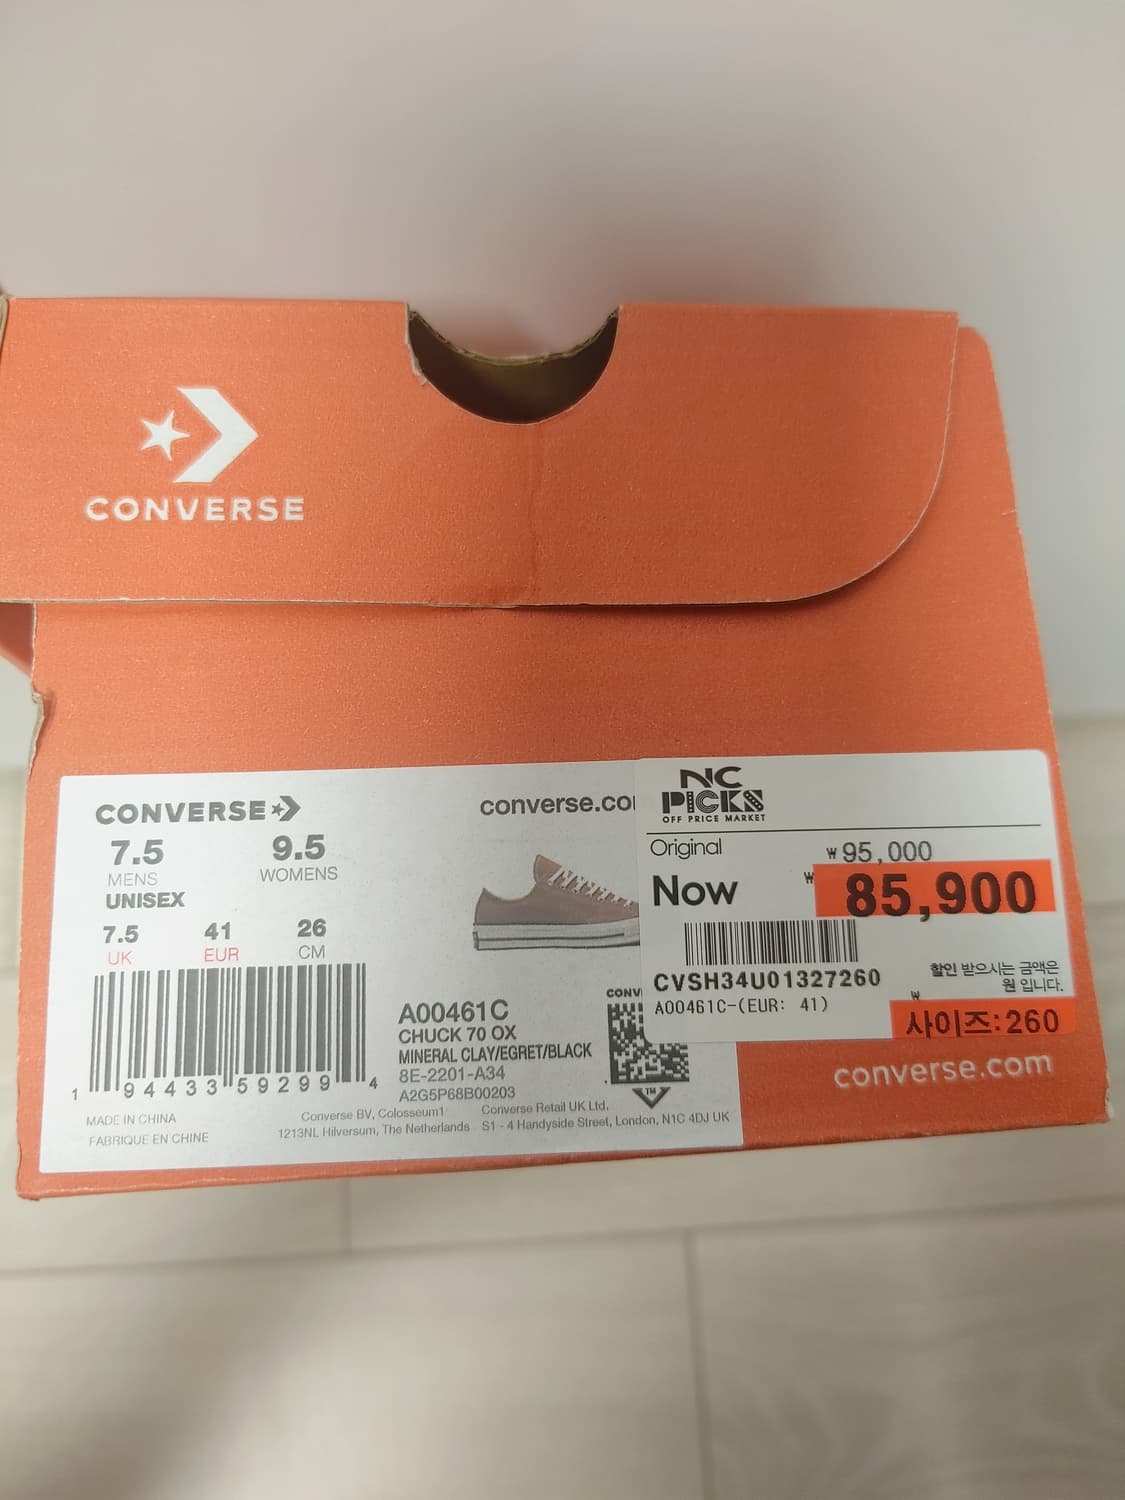 CONVERSE
CONVERSE
7.5 9.5
MENS WOMENS
UNISEX
7.5 41 26
UK EUR CM
1 94433 59299 4
MADE IN CHINA
FABRIQUE EN CHINE
converse.co
A00461C
CHUCK 70 OX
MINERAL CLAY/EGRET/BLACK
8E-2201-A34
A2G5P68B00203
CONV
TM
Converse BV, Colosseum1
1213NL Hilversum, The Netherlands
Converse Retail UK Ltd.
S1 - 4 Handyside Street, London, N1C 4DJ UK
NC
PICKS
OFF PRICE MARKET
Original ₩95,000
Now ₩85,900
CVSH34U01327260
A00461C-(EUR: 41)
할인 받으시는 금액은
원 입니다.
₩
사이즈:260
converse.com